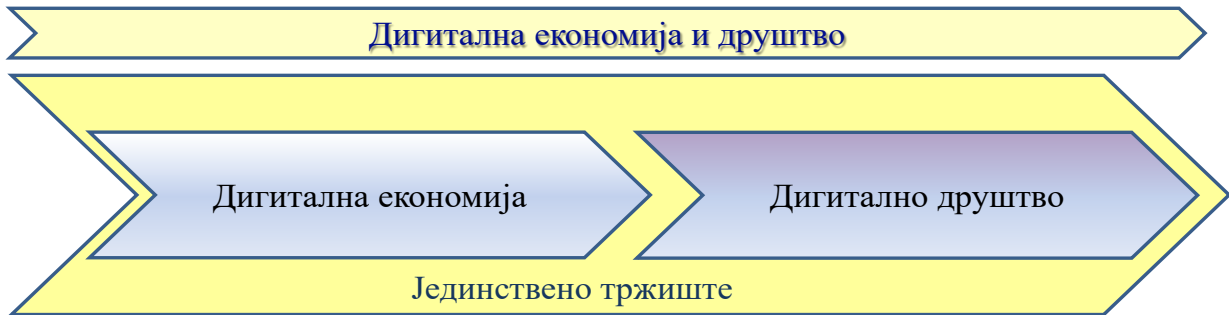 Дигитална економија и друштво
Дигитална економија
Дигитално друштво
Јединствено тржиште